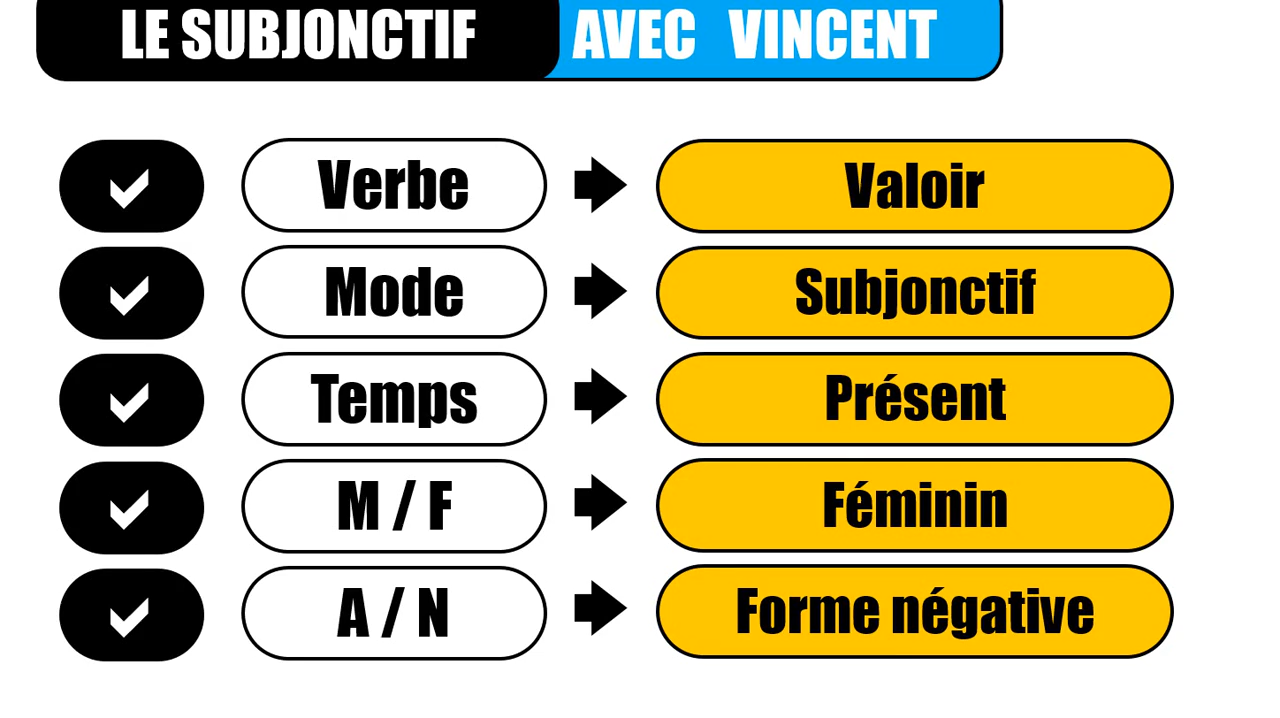 LE SUBJONCTIF AVEC VINCENT
Verbe Valoir
Mode Subjonctif
Temps Présent
M / F Féminin
A / N Forme négative